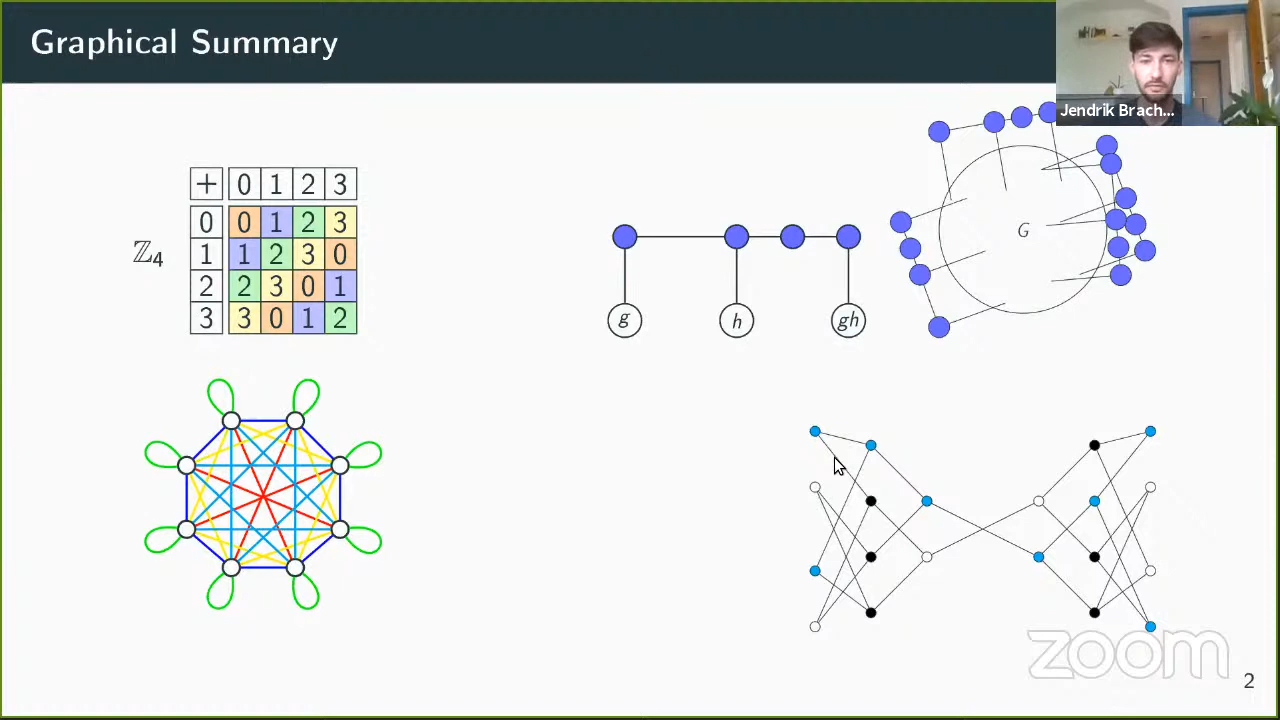 Graphical Summary
Jendrik Brach...
+ 0 1 2 3
0 0 1 2 3
ℤ₄
1 1 2 3 0
2 2 3 0 1
3 3 0 1 2
g h gh
G
zoom
2